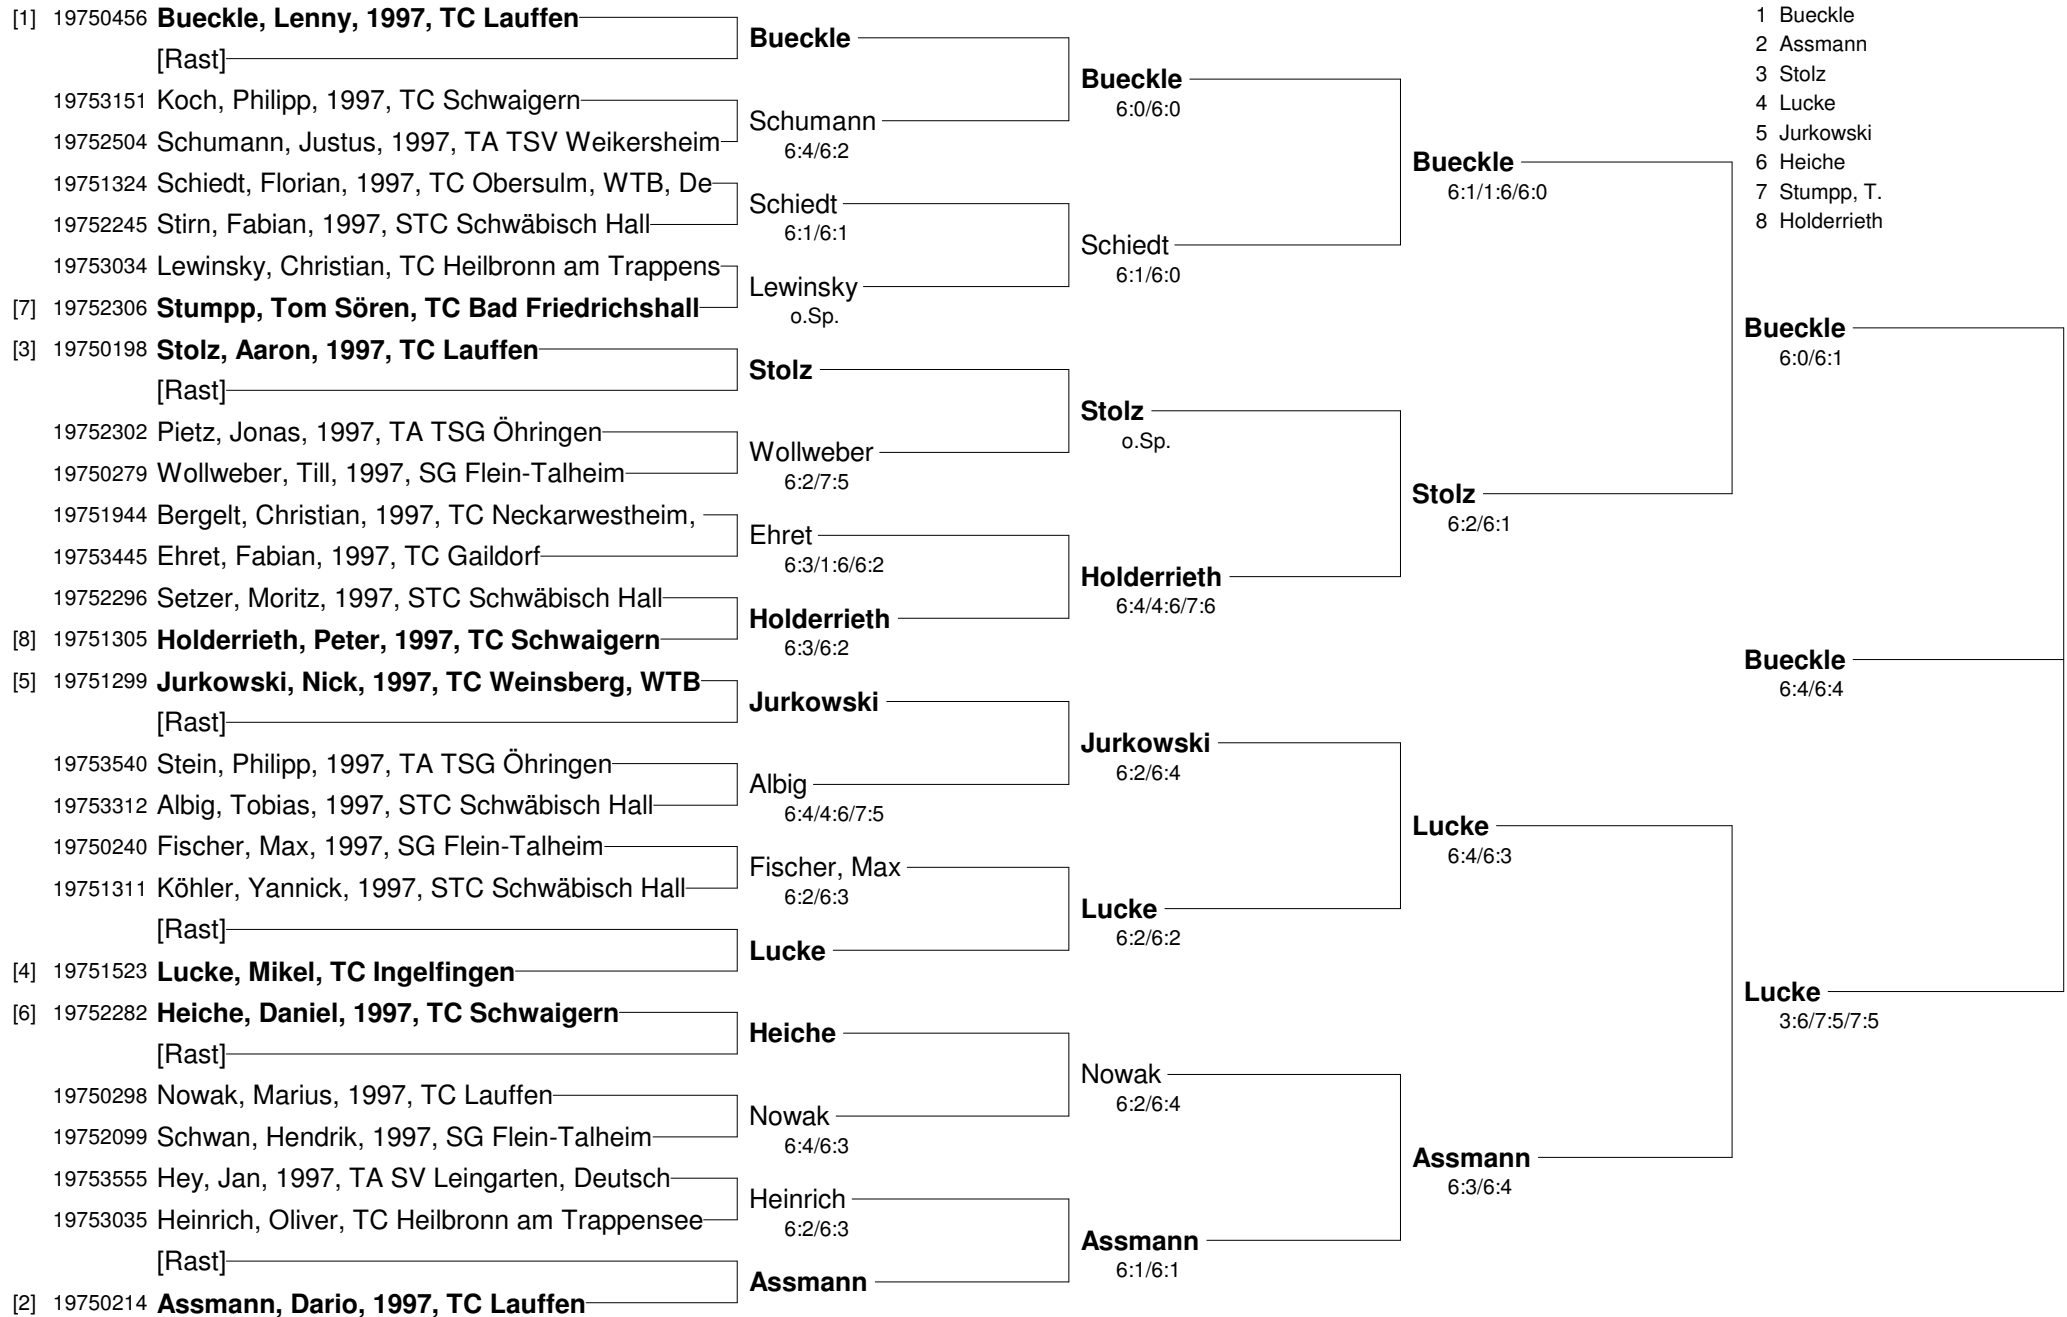 [1] 19750456 Bueckle, Lenny, 1997, TC Lauffen
[Rast]
19753151 Koch, Philipp, 1997, TC Schwaigern
19752504 Schumann, Justus, 1997, TA TSV Weikersheim
19751324 Schiedt, Florian, 1997, TC Obersulm, WTB, De
19752245 Stirn, Fabian, 1997, STC Schwäbisch Hall
19753034 Lewinsky, Christian, TC Heilbronn am Trappens
[7] 19752306 Stumpp, Tom Sören, TC Bad Friedrichshall
[3] 19750198 Stolz, Aaron, 1997, TC Lauffen
[Rast]
19752302 Pietz, Jonas, 1997, TA TSG Öhringen
19750279 Wollweber, Till, 1997, SG Flein-Talheim
19751944 Bergelt, Christian, 1997, TC Neckarwestheim,
19753445 Ehret, Fabian, 1997, TC Gaildorf
19752296 Setzer, Moritz, 1997, STC Schwäbisch Hall
[8] 19751305 Holderrieth, Peter, 1997, TC Schwaigern
[5] 19751299 Jurkowski, Nick, 1997, TC Weinsberg, WTB
[Rast]
19753540 Stein, Philipp, 1997, TA TSG Öhringen
19753312 Albig, Tobias, 1997, STC Schwäbisch Hall
19750240 Fischer, Max, 1997, SG Flein-Talheim
19751311 Köhler, Yannick, 1997, STC Schwäbisch Hall
[Rast]
[4] 19751523 Lucke, Mikel, TC Ingelfingen
[6] 19752282 Heiche, Daniel, 1997, TC Schwaigern
[Rast]
19750298 Nowak, Marius, 1997, TC Lauffen
19752099 Schwan, Hendrik, 1997, SG Flein-Talheim
19753555 Hey, Jan, 1997, TA SV Leingarten, Deutsch
19753035 Heinrich, Oliver, TC Heilbronn am Trappensee
[Rast]
[2] 19750214 Assmann, Dario, 1997, TC Lauffen
Bueckle
Schumann
6:4/6:2
Schiedt
6:1/6:1
Lewinsky
o.Sp.
Stolz
Wollweber
6:2/7:5
Ehret
6:3/1:6/6:2
Holderrieth
6:3/6:2
Jurkowski
Albig
6:4/4:6/7:5
Fischer, Max
6:2/6:3
Lucke
Heiche
Nowak
6:4/6:3
Heinrich
6:2/6:3
Assmann
Bueckle
6:0/6:0
Schiedt
6:1/6:0
Stolz
o.Sp.
Holderrieth
6:4/4:6/7:6
Jurkowski
6:2/6:4
Lucke
6:2/6:2
Nowak
6:2/6:4
Assmann
6:1/6:1
Bueckle
6:1/1:6/6:0
Stolz
6:2/6:1
Lucke
6:4/6:3
Assmann
6:3/6:4
1 Bueckle
2 Assmann
3 Stolz
4 Lucke
5 Jurkowski
6 Heiche
7 Stumpp, T.
8 Holderrieth
Bueckle
6:0/6:1
Bueckle
6:4/6:4
Lucke
3:6/7:5/7:5